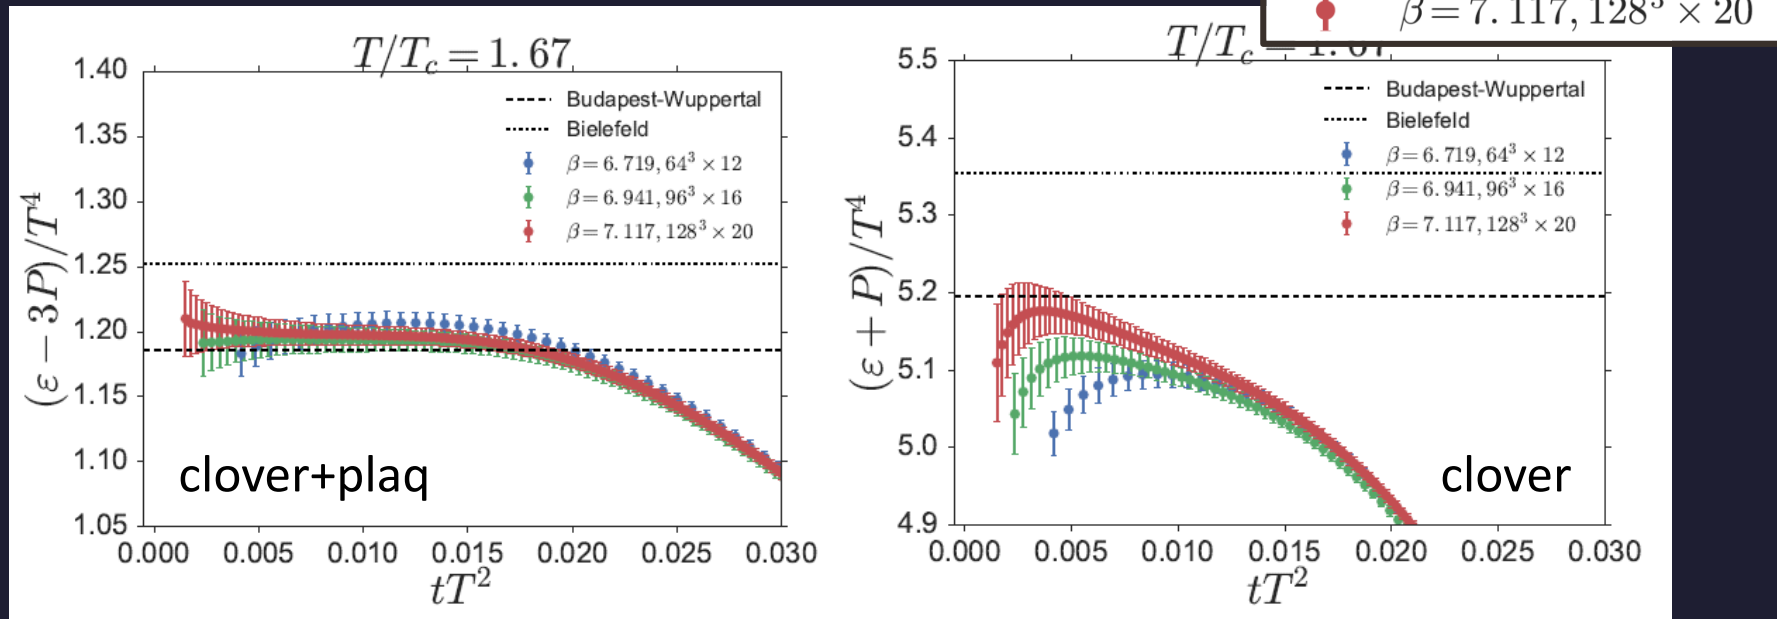 β = 7. 117, 128³ × 20
T/T_c = 1. 67
1.40
1.35
1.30
1.25
1.20
1.15
1.10
1.05
(ε − 3P)/T⁴
Budapest-Wuppertal
Bielefeld
β = 6. 719, 64³ × 12
β = 6. 941, 96³ × 16
β = 7. 117, 128³ × 20
clover+plaq
0.000 0.005 0.010 0.015 0.020 0.025 0.030
tT²
T/T_c = 1. 67
5.5
5.4
5.3
5.2
5.1
5.0
4.9
(ε + P)/T⁴
Budapest-Wuppertal
Bielefeld
β = 6. 719, 64³ × 12
β = 6. 941, 96³ × 16
β = 7. 117, 128³ × 20
clover
0.000 0.005 0.010 0.015 0.020 0.025 0.030
tT²